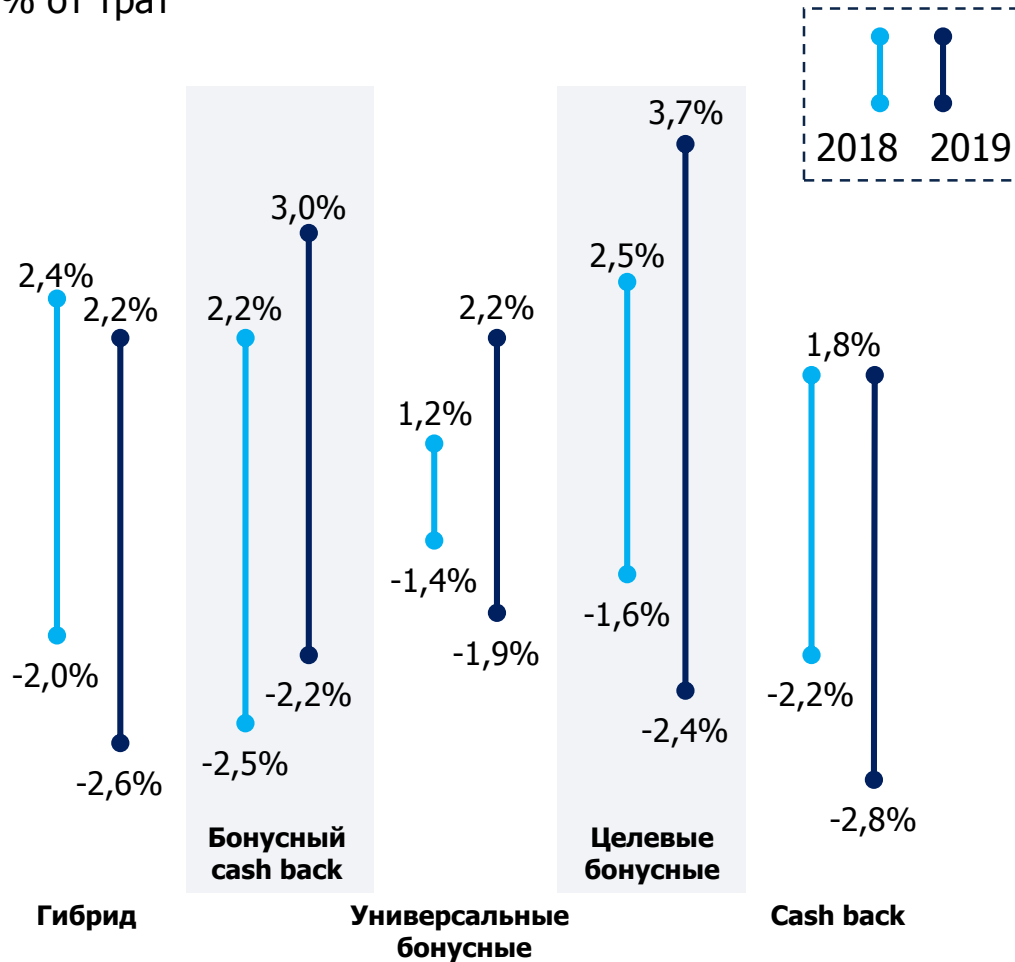 % от трат
2018 2019
3,7%
3,0%
2,5%
2,4%
2,2%
2,2%
2,2%
1,8%
1,2%
-1,4%
-1,6%
-1,9%
-2,0%
-2,2%
-2,2%
-2,4%
-2,5%
-2,6%
-2,8%
Бонусный
cash back
Целевые
бонусные
Гибрид
Универсальные
бонусные
Cash back